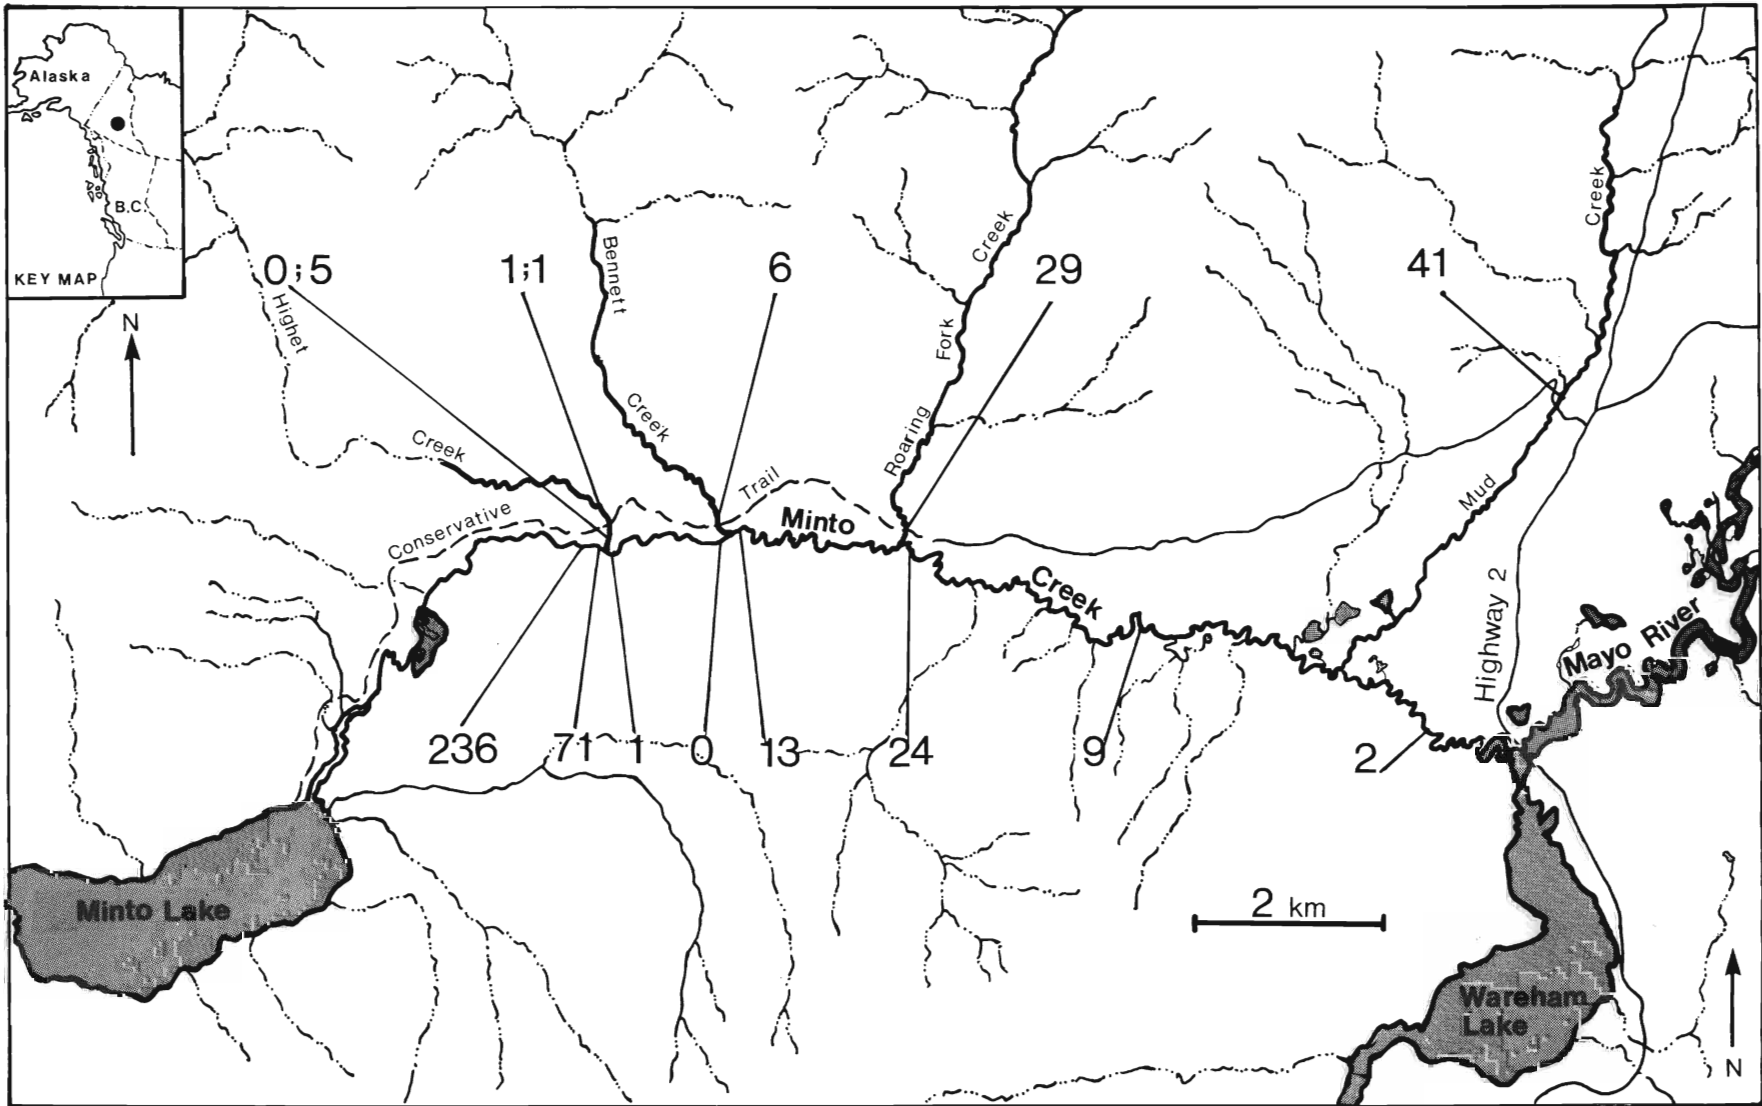 Alaska
B.C.
KEY MAP
N
0;5
1;1
6
29
41
Highet
Creek
Bennett
Creek
Roaring
Fork
Creek
Mud
Creek
Conservative
Trail
Minto
Creek
Highway 2
Mayo River
236
71
1
0
13
24
9
2
Minto Lake
2 km
Wareham
Lake
N